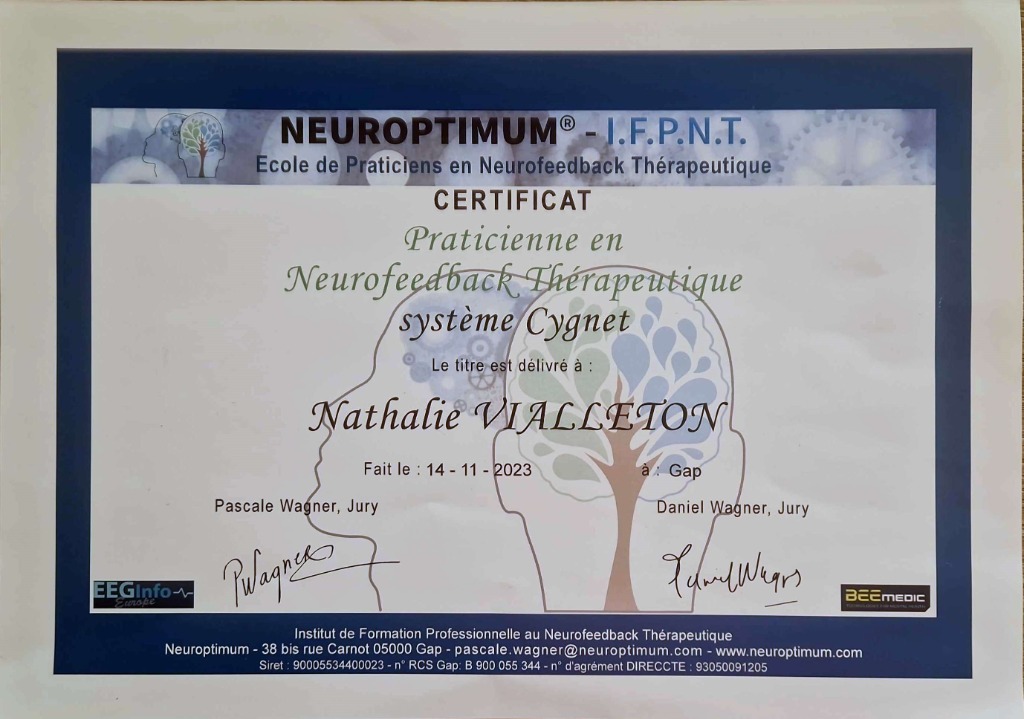 NEUROPTIMUM® - I.F.P.N.T.
Ecole de Praticiens en Neurofeedback Thérapeutique
CERTIFICAT
Praticienne en
Neurofeedback Thérapeutique
système Cygnet
Le titre est délivré à :
Nathalie VIALLETON
Fait le : 14 - 11 - 2023 à : Gap
Pascale Wagner, Jury Daniel Wagner, Jury
PWagner Daniel Wagner
EEGInfo
Europe
BEEMEDIC
Institut de Formation Professionnelle au Neurofeedback Thérapeutique
Neuroptimum - 38 bis rue Carnot 05000 Gap - pascale.wagner@neuroptimum.com - www.neuroptimum.com
Siret : 90005534400023 - n° RCS Gap: B 900 055 344 - n° d'agrément DIRECCTE : 93050091205